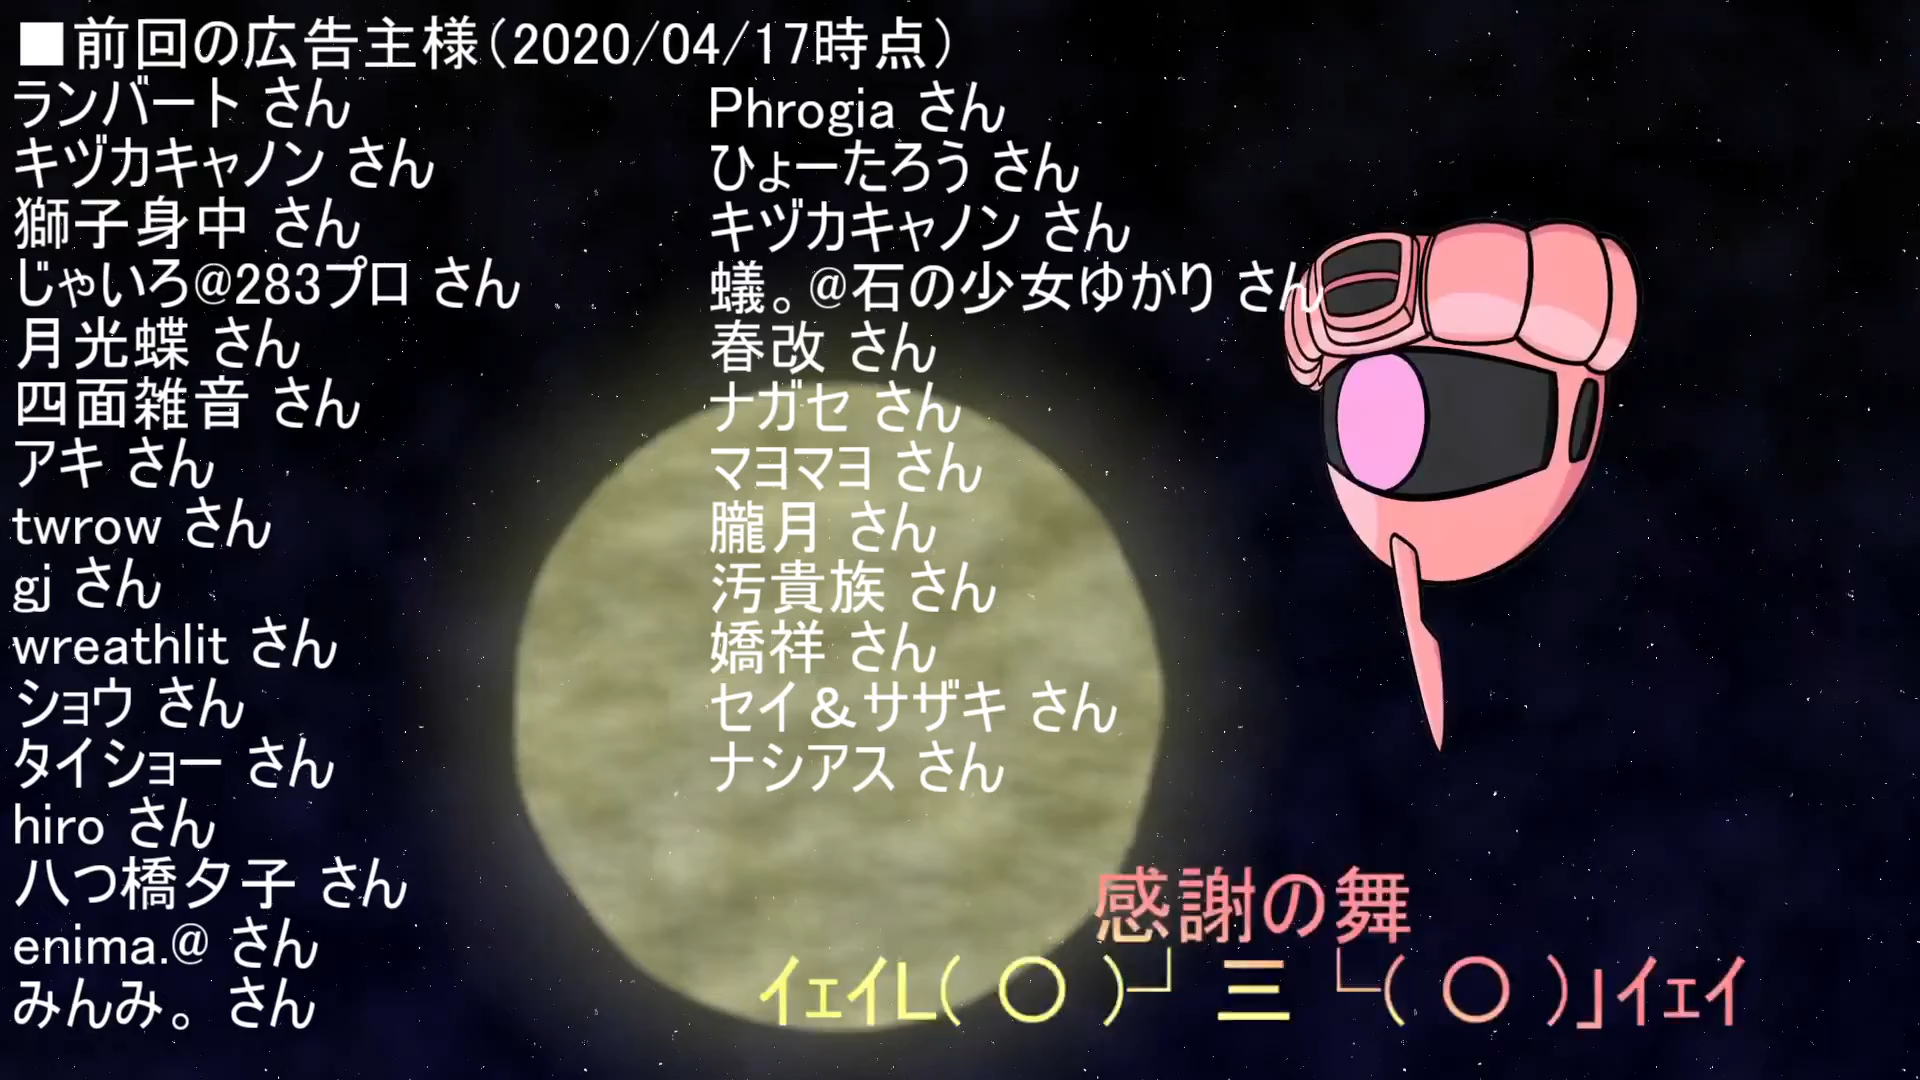 ■前回の広告主様(2020/04/17時点)
ランバート さん
キヅカキャノン さん
獅子身中 さん
じゃいろ@283プロ さん
月光蝶 さん
四面雑音 さん
アキ さん
twrow さん
gj さん
wreathlit さん
ショウ さん
タイショー さん
hiro さん
八つ橋夕子 さん
enima.@ さん
みんみ。 さん
Phrogia さん
ひょーたろう さん
キヅカキャノン さん
蟻。@石の少女ゆかり さん
春改 さん
ナガセ さん
マヨマヨ さん
朧月 さん
汚貴族 さん
嬌祥 さん
セイ&サザキ さん
ナシアス さん
感謝の舞
イェイL( 〇 )┘ 三 └( 〇 )」イェイ